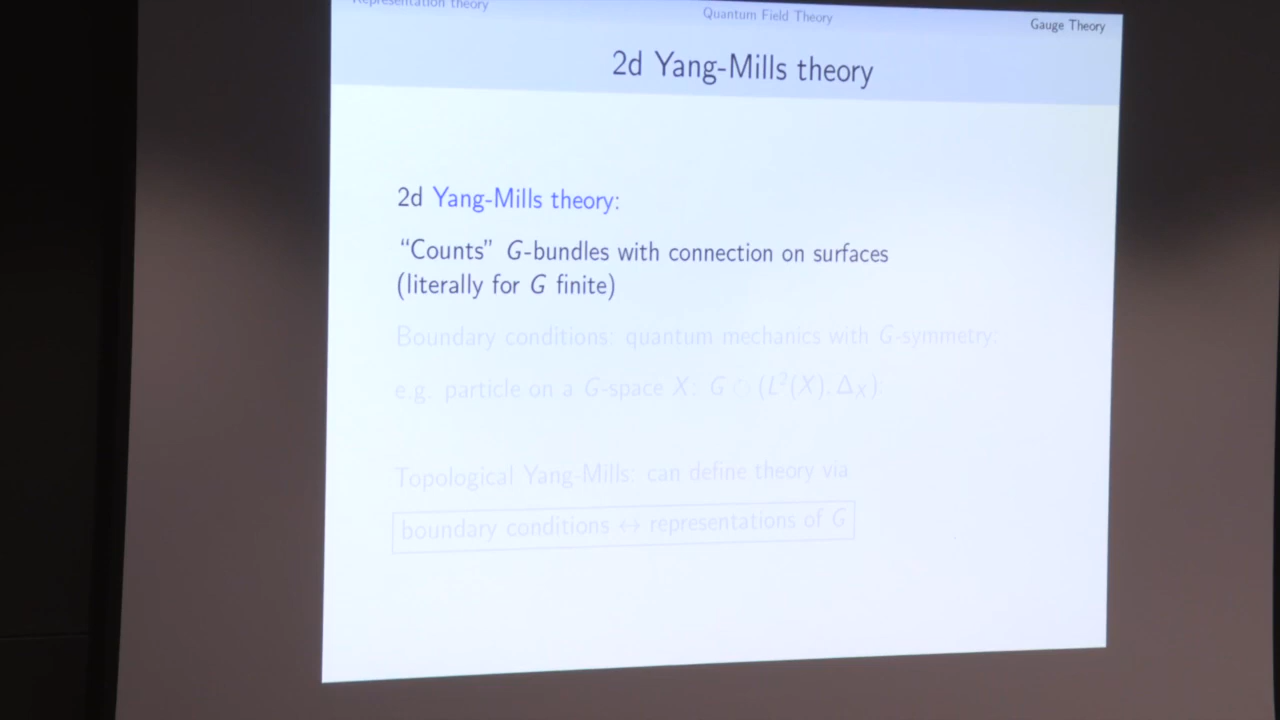 Representation theory
Quantum Field Theory
Gauge Theory
2d Yang-Mills theory
2d Yang-Mills theory:
“Counts” G-bundles with connection on surfaces
(literally for G finite)
Boundary conditions: quantum mechanics with G-symmetry:
e.g. particle on a G-space X: G ↻ (L²(X), Δ_X)
Topological Yang-Mills: can define theory via
boundary conditions ↔ representations of G